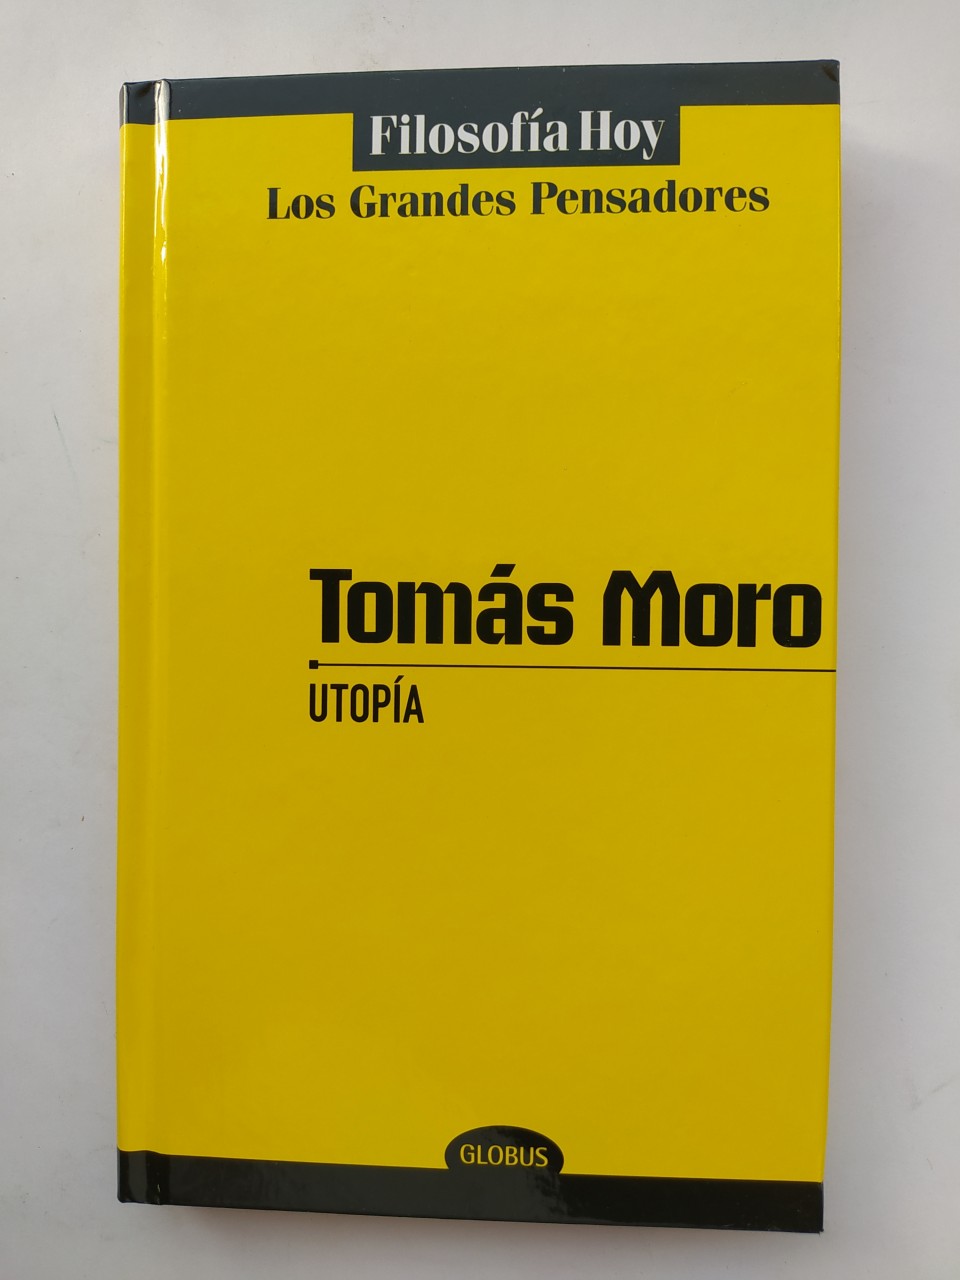 Filosofía Hoy
Los Grandes Pensadores
Tomás Moro
UTOPÍA
GLOBUS